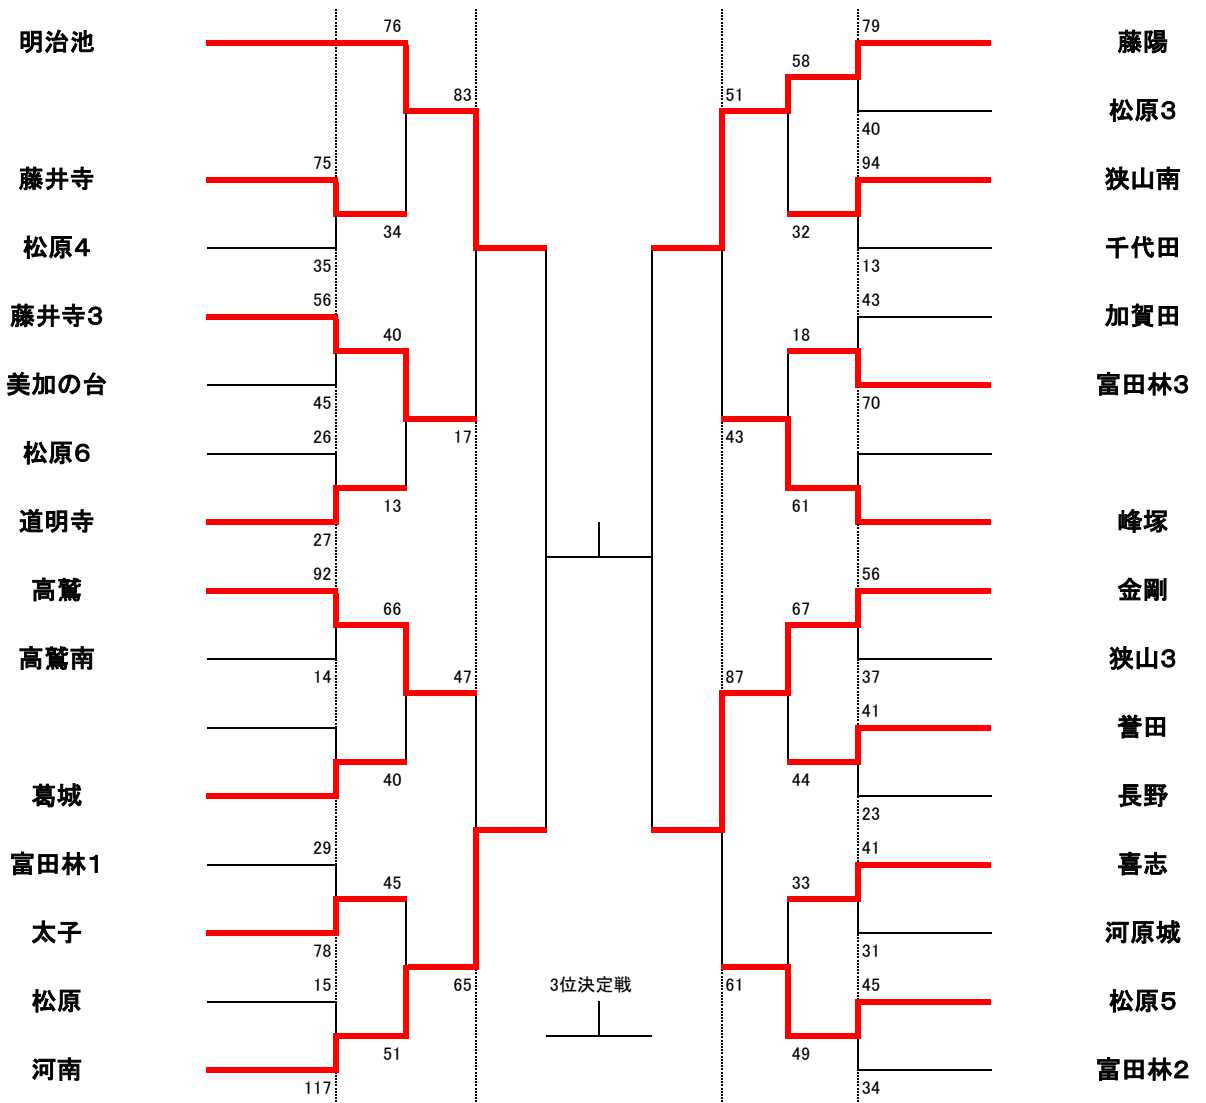 76
79
明治池
藤陽
58
83
51
松原3
40
75
94
藤井寺
狭山南
34
32
松原4
千代田
35
13
56
43
藤井寺3
加賀田
40
18
美加の台
富田林3
45
70
26
17
43
松原6
13
61
道明寺
峰塚
27
92
56
高鷲
金剛
66
67
高鷲南
狭山3
14
47
87
37
41
誉田
40
44
葛城
長野
23
29
41
富田林1
喜志
45
33
太子
河原城
78
31
15
65
3位決定戦
61
45
松原
松原5
51
49
河南
富田林2
117
34